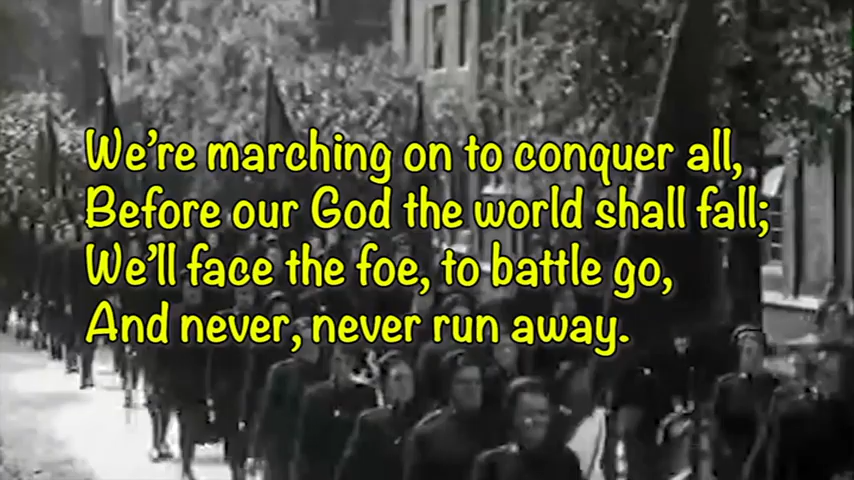 We're marching on to conquer all,
Before our God the world shall fall;
We'll face the foe, to battle go,
And never, never run away.